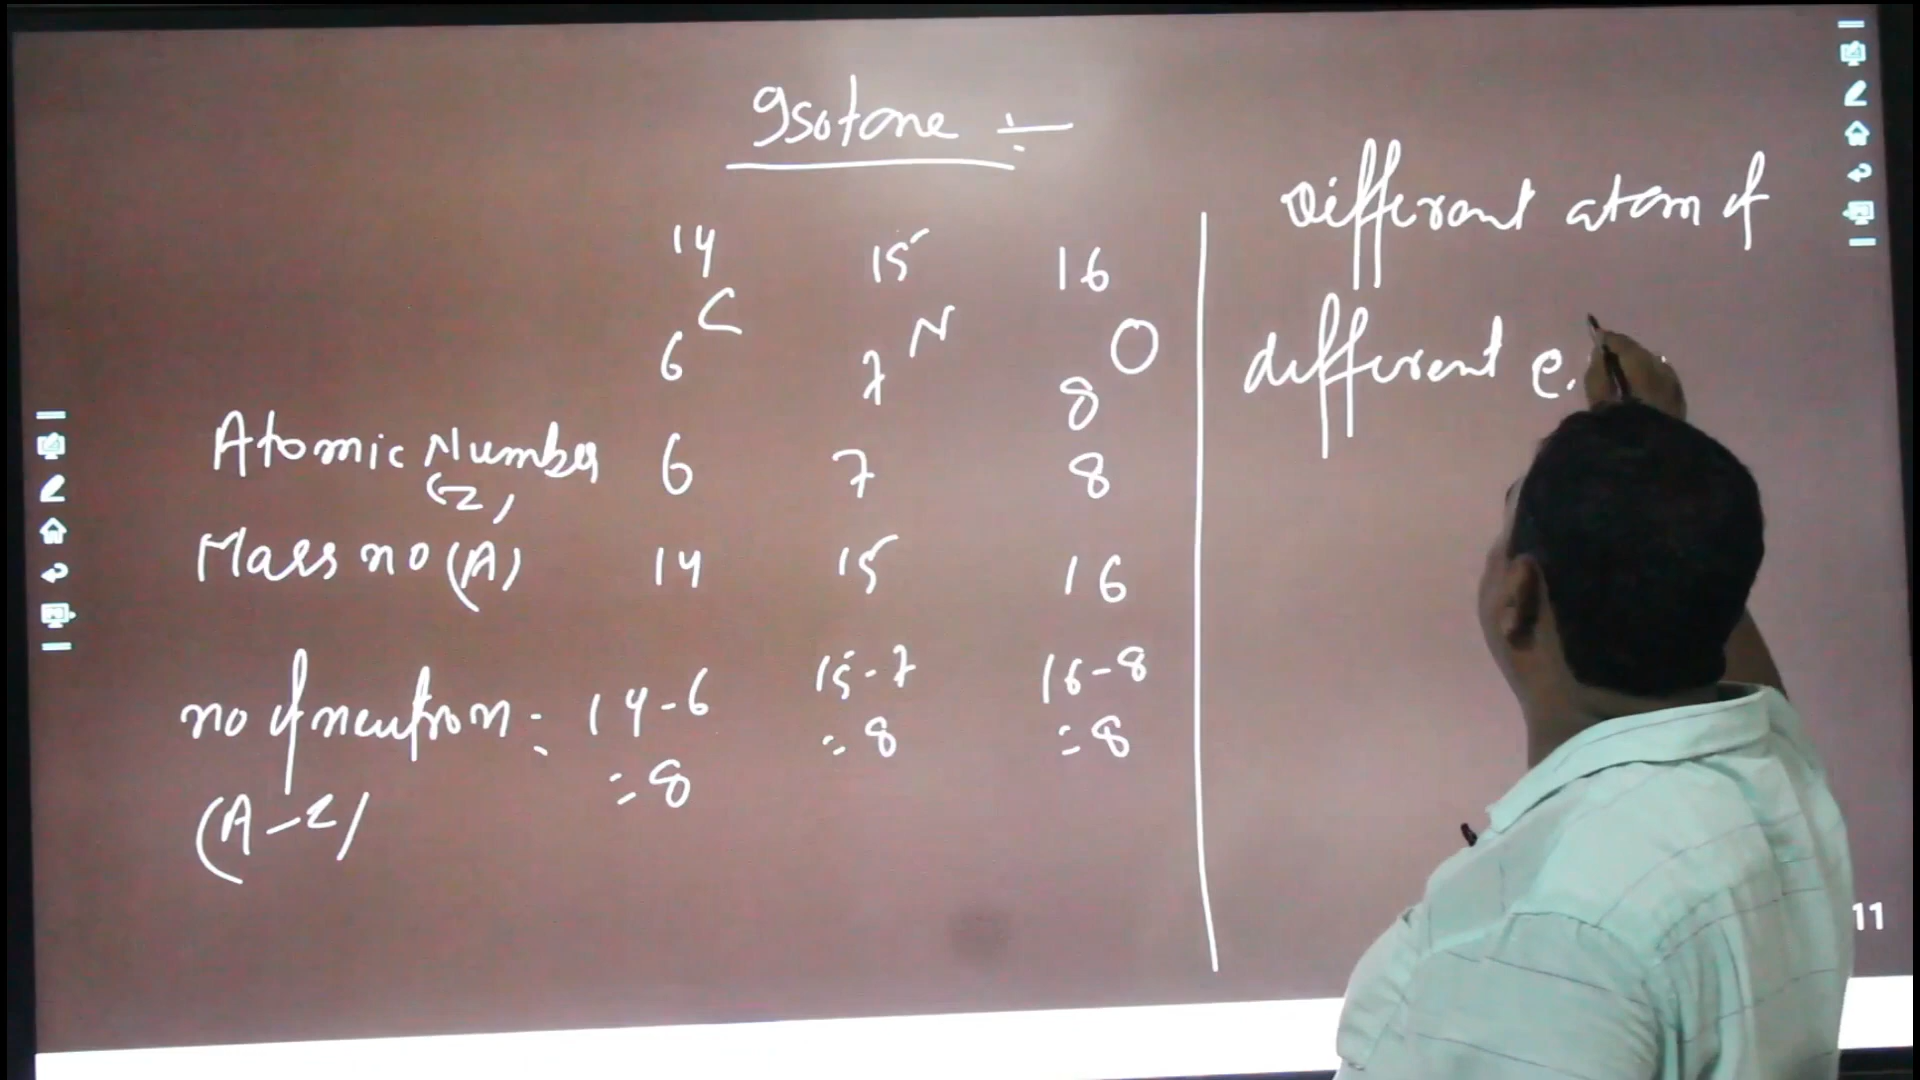 Isotone :-
14 15 16
C N O
6 7 8
Atomic Number 6 7 8
(Z)
Mass no (A) 14 15 16
no of neutron = 14-6 15-7 16-8
=8 =8 =8
(A-Z)
Different atom of
different e
11